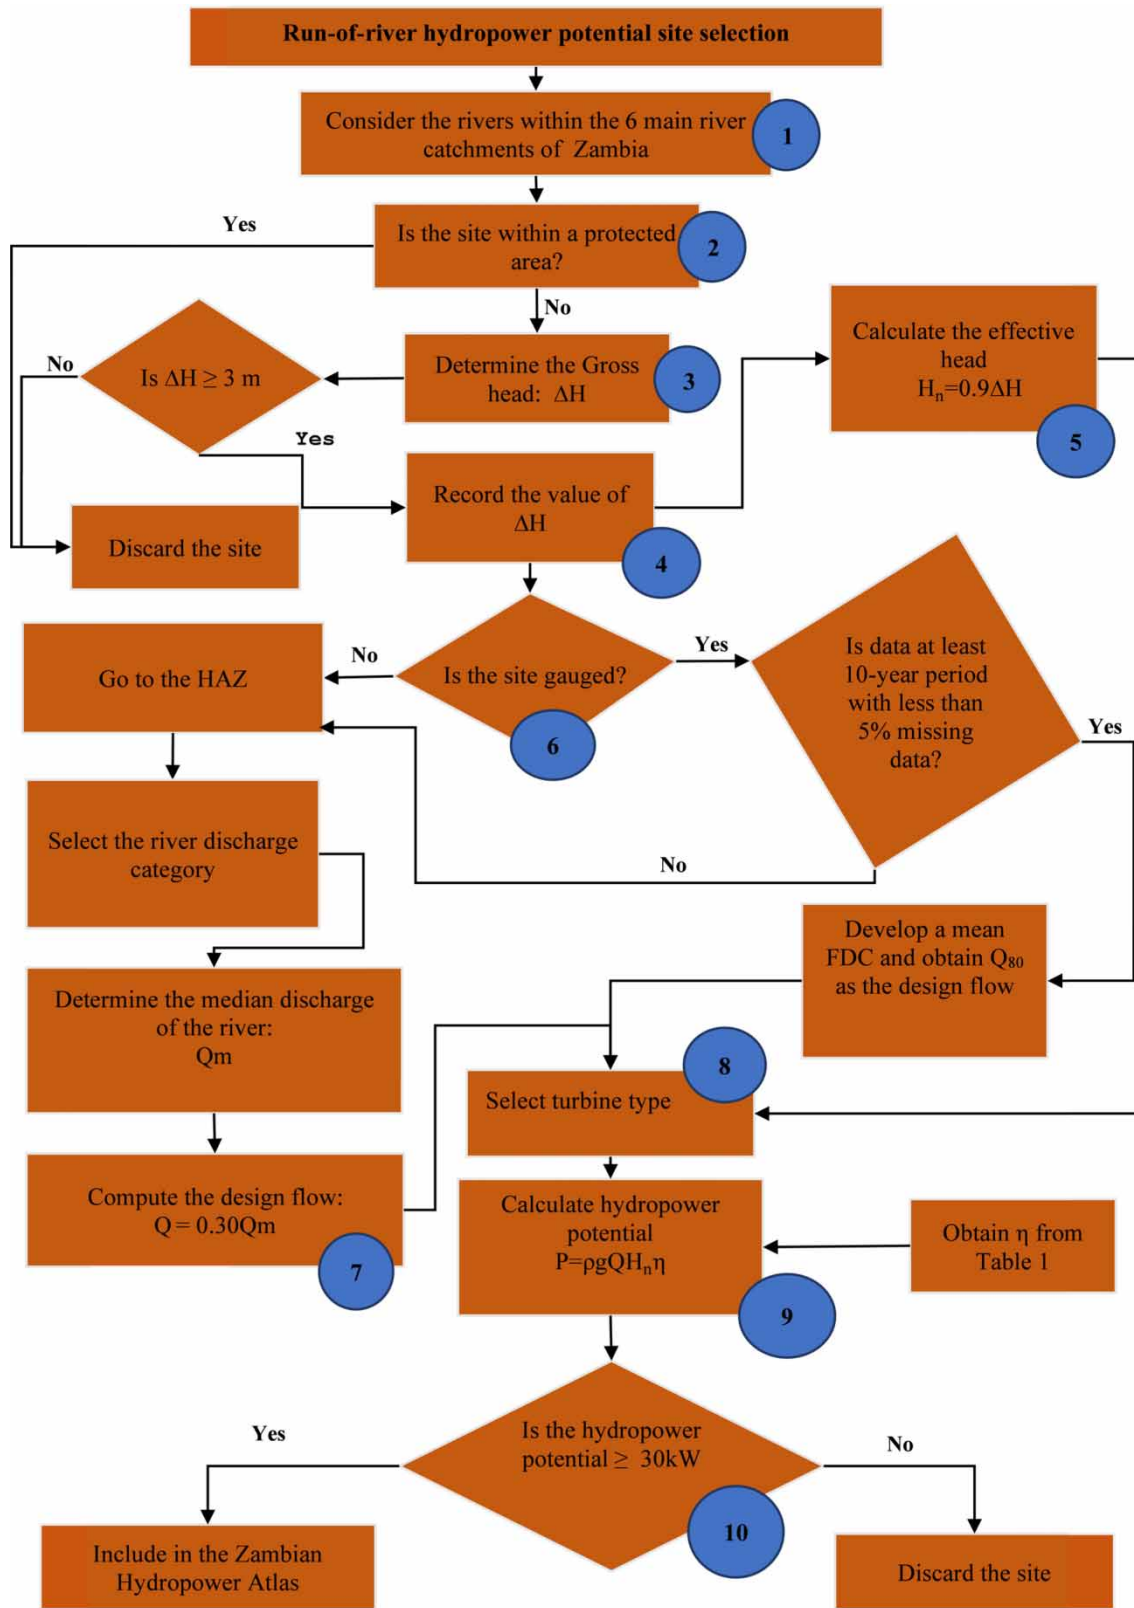 Run-of-river hydropower potential site selection
Consider the rivers within the 6 main river
catchments of Zambia
1
Yes
Is the site within a protected
area?
2
No
Determine the Gross
head: ΔH
3
Is ΔH ≥ 3 m
No
Yes
Calculate the effective
head
Hₙ=0.9ΔH
5
Record the value of
ΔH
4
Discard the site
Is the site gauged?
6
No
Yes
Go to the HAZ
Is data at least
10-year period
with less than
5% missing
data?
Yes
No
Select the river discharge
category
Develop a mean
FDC and obtain Q₈₀
as the design flow
Determine the median discharge
of the river:
Qm
8
Select turbine type
Compute the design flow:
Q = 0.30Qm
7
Calculate hydropower
potential
P=ρgQHₙη
9
Obtain η from
Table 1
Is the hydropower
potential ≥ 30kW
10
Yes
No
Include in the Zambian
Hydropower Atlas
Discard the site